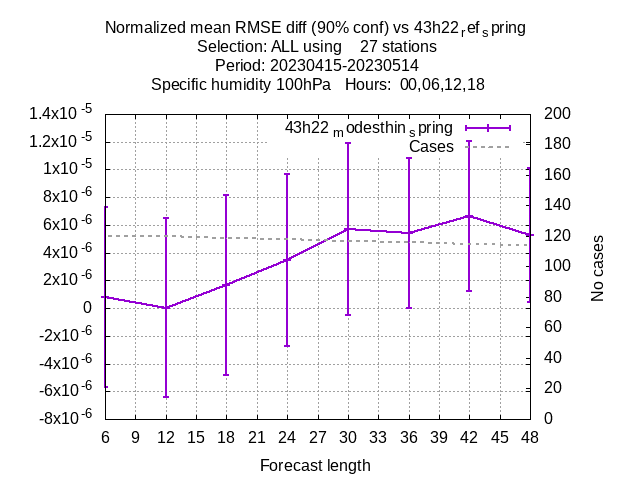 Normalized mean RMSE diff (90% conf) vs 43h22ref spring
Selection: ALL using 27 stations
Period: 20230415-20230514
Specific humidity 100hPa Hours: 00,06,12,18
1.4x10 -5
1.2x10 -5
1x10 -5
8x10 -6
6x10 -6
4x10 -6
2x10 -6
0
-2x10 -6
-4x10 -6
-6x10 -6
-8x10 -6
43h22 modesthin spring
Cases
200
180
160
140
120
100
80
60
40
20
0
No cases
6 9 12 15 18 21 24 27 30 33 36 39 42 45 48
Forecast length